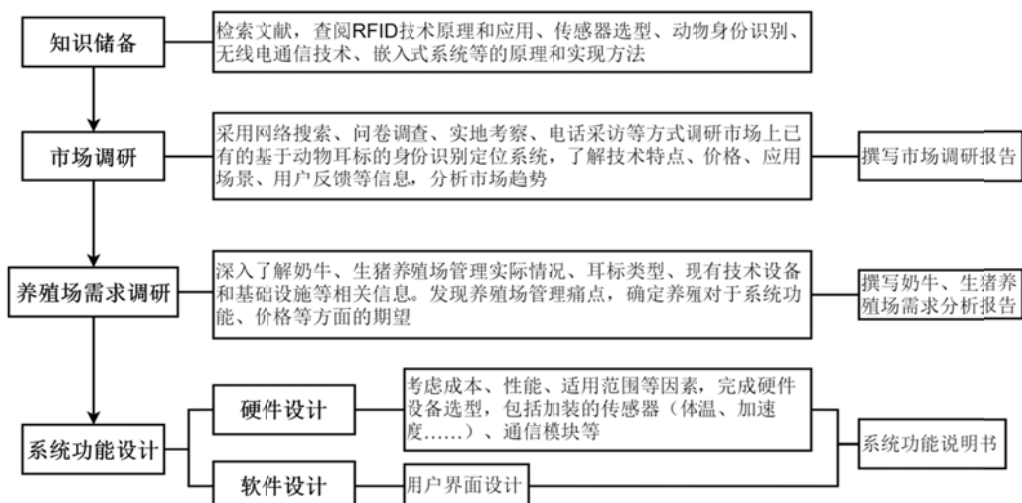 知识储备
检索文献，查阅RFID技术原理和应用、传感器选型、动物身份识别、
无线电通信技术、嵌入式系统等的原理和实现方法
市场调研
采用网络搜索、问卷调查、实地考察、电话采访等方式调研市场上已
有的基于动物耳标的身份识别定位系统，了解技术特点、价格、应用
场景、用户反馈等信息，分析市场趋势
撰写市场调研报告
养殖场需求调研
深入了解奶牛、生猪养殖场管理实际情况、耳标类型、现有技术设备
和基础设施等相关信息。发现养殖场管理痛点，确定养殖对于系统功
能、价格等方面的期望
撰写奶牛、生猪养
殖场需求分析报告
系统功能设计
硬件设计
考虑成本、性能、适用范围等因素，完成硬件
设备选型，包括加装的传感器（体温、加速
度……）、通信模块等
软件设计
用户界面设计
系统功能说明书